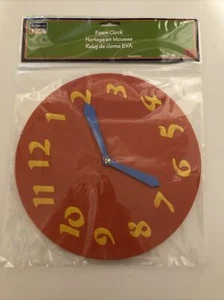 Foam Clock
Horloge en Mousse
Reloj de Goma EVA
1 2 3 4 5 6 7 8 9 10 11 12